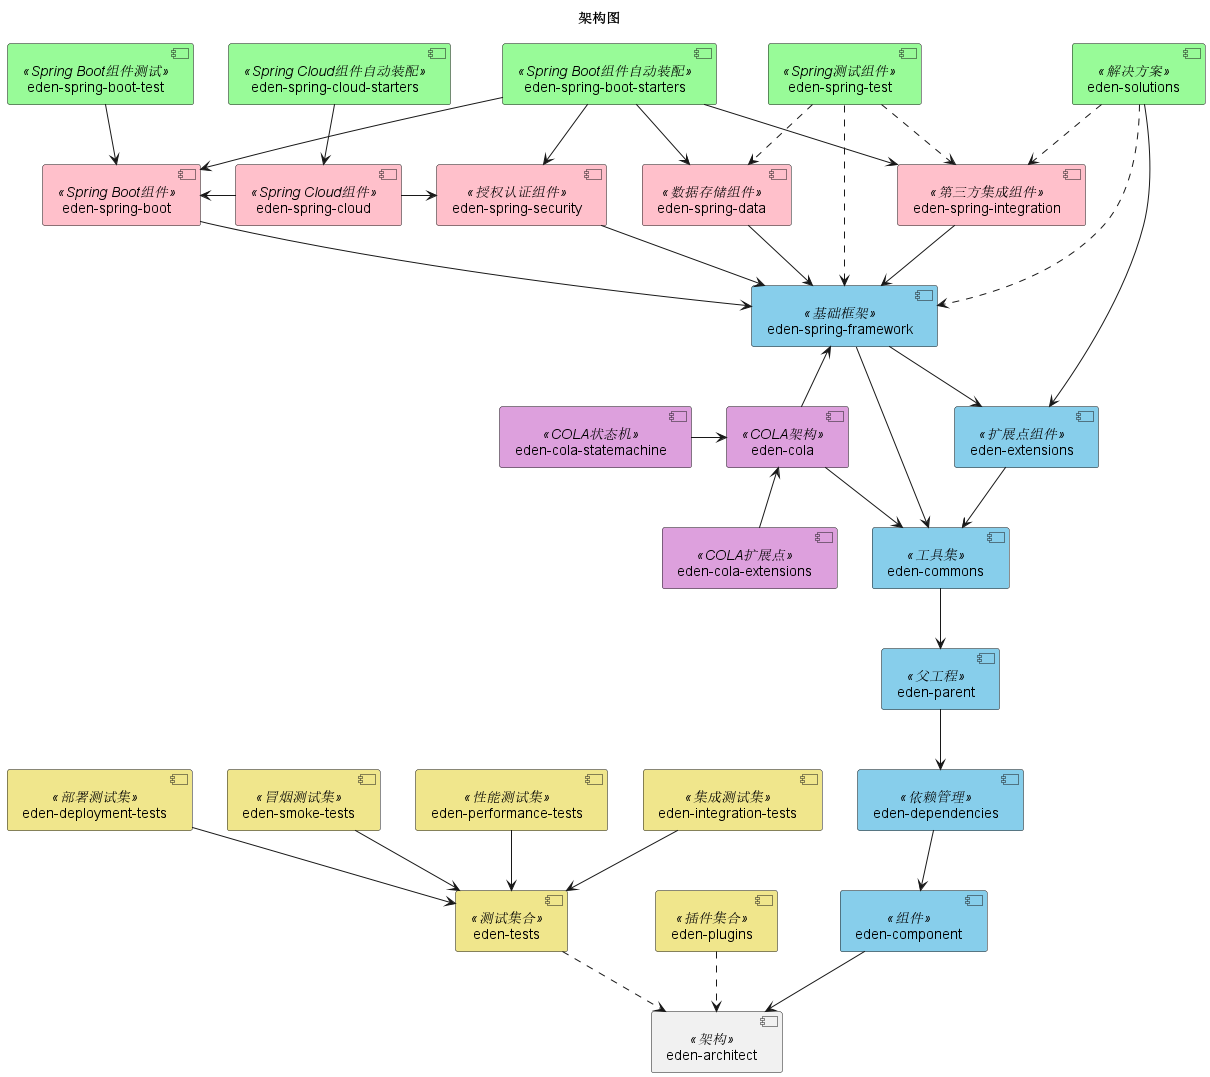 架构图
«Spring Boot组件测试»
eden-spring-boot-test
«Spring Cloud组件自动装配»
eden-spring-cloud-starters
«Spring Boot组件自动装配»
eden-spring-boot-starters
«Spring测试组件»
eden-spring-test
«解决方案»
eden-solutions
«Spring Boot组件»
eden-spring-boot
«Spring Cloud组件»
eden-spring-cloud
«授权认证组件»
eden-spring-security
«数据存储组件»
eden-spring-data
«第三方集成组件»
eden-spring-integration
«基础框架»
eden-spring-framework
«COLA状态机»
eden-cola-statemachine
«COLA架构»
eden-cola
«扩展点组件»
eden-extensions
«COLA扩展点»
eden-cola-extensions
«工具集»
eden-commons
«父工程»
eden-parent
«部署测试集»
eden-deployment-tests
«冒烟测试集»
eden-smoke-tests
«性能测试集»
eden-performance-tests
«集成测试集»
eden-integration-tests
«依赖管理»
eden-dependencies
«测试集合»
eden-tests
«插件集合»
eden-plugins
«组件»
eden-component
«架构»
eden-architect